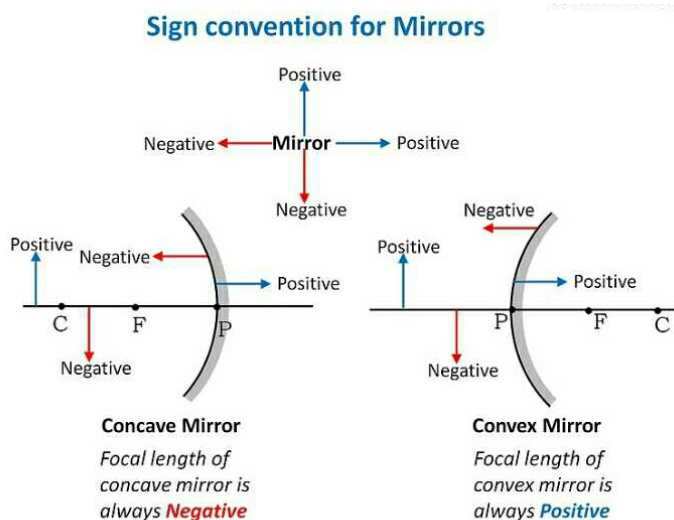 Sign convention for Mirrors
Positive
Negative Mirror Positive
Negative
Positive
Negative
Positive
C F P
Negative
Concave Mirror
Focal length of
concave mirror is
always Negative
Negative
Positive
Positive
P F C
Negative
Convex Mirror
Focal length of
convex mirror is
always Positive